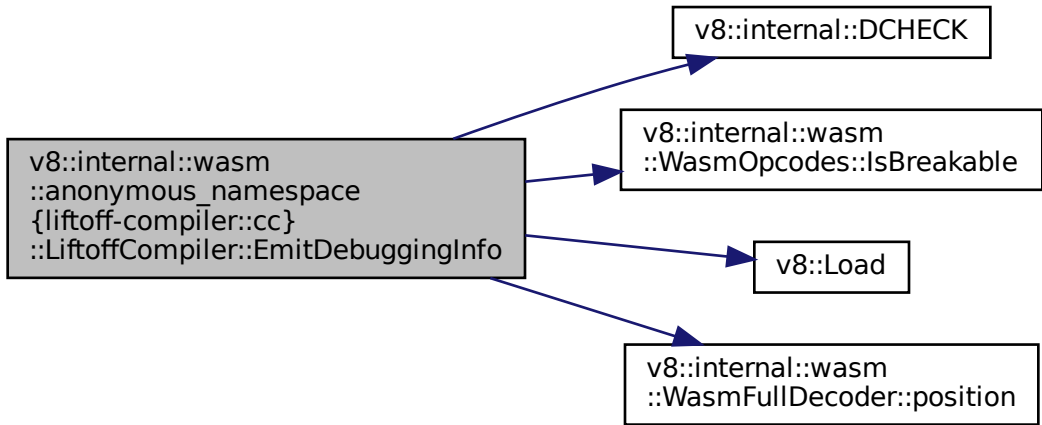 v8::internal::wasm
::anonymous_namespace
{liftoff-compiler::cc}
::LiftoffCompiler::EmitDebuggingInfo
v8::internal::DCHECK
v8::internal::wasm
::WasmOpcodes::IsBreakable
v8::Load
v8::internal::wasm
::WasmFullDecoder::position